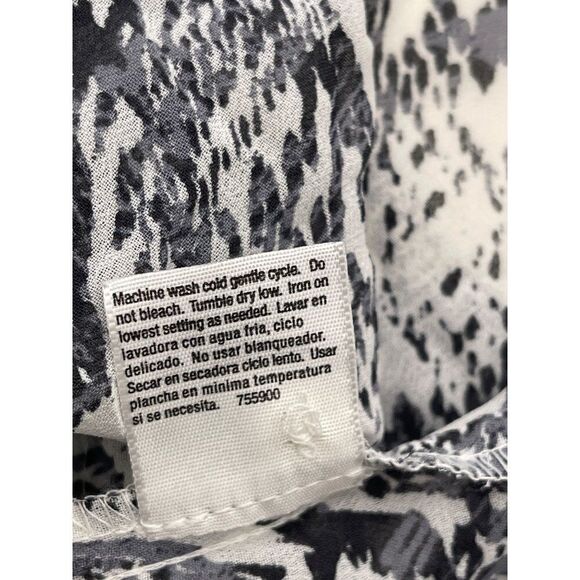 Machine wash cold gentle cycle. Do
not bleach. Tumble dry low. Iron on
lowest setting as needed. Lavar en
lavadora con agua fria, ciclo
delicado. No usar blanqueador.
Secar en secadora ciclo lento. Usar
plancha en minima temperatura
si se necesita. 755900